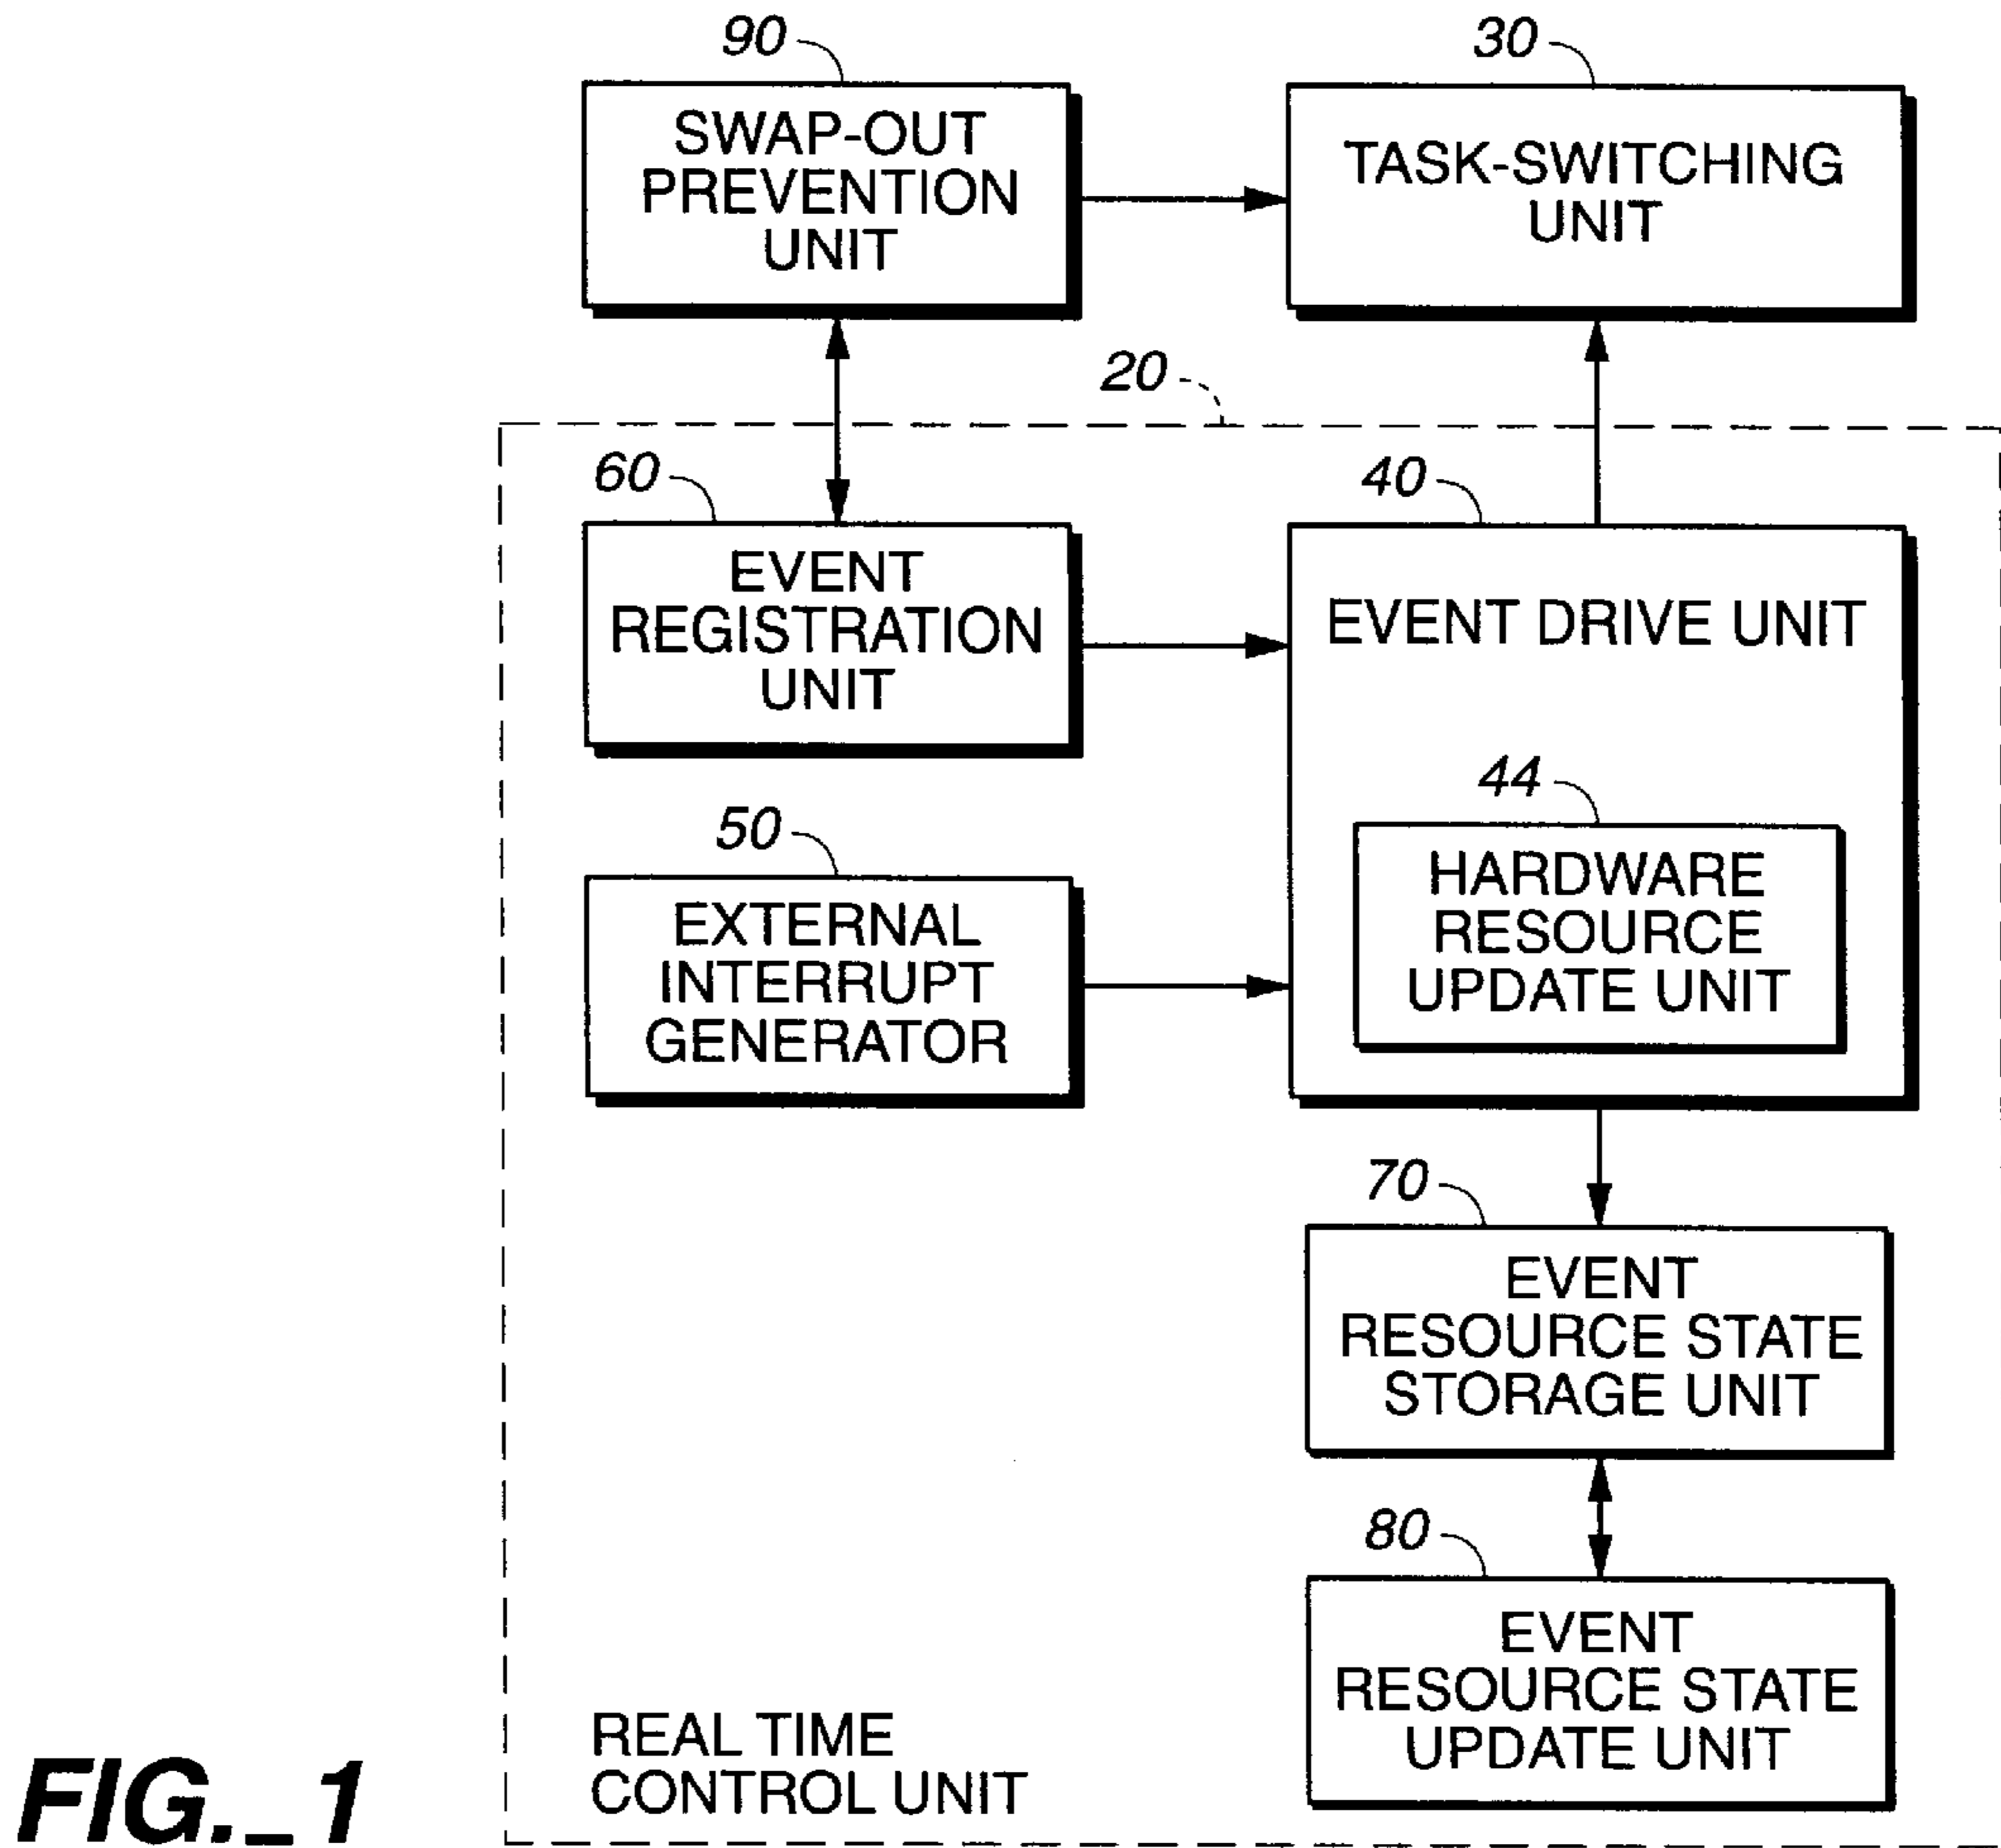 90
SWAP-OUT
PREVENTION
UNIT
30
TASK-SWITCHING
UNIT
20
60
EVENT
REGISTRATION
UNIT
40
EVENT DRIVE UNIT
44
HARDWARE
RESOURCE
UPDATE UNIT
50
EXTERNAL
INTERRUPT
GENERATOR
70
EVENT
RESOURCE STATE
STORAGE UNIT
80
EVENT
RESOURCE STATE
UPDATE UNIT
REAL TIME
CONTROL UNIT
FIG._1